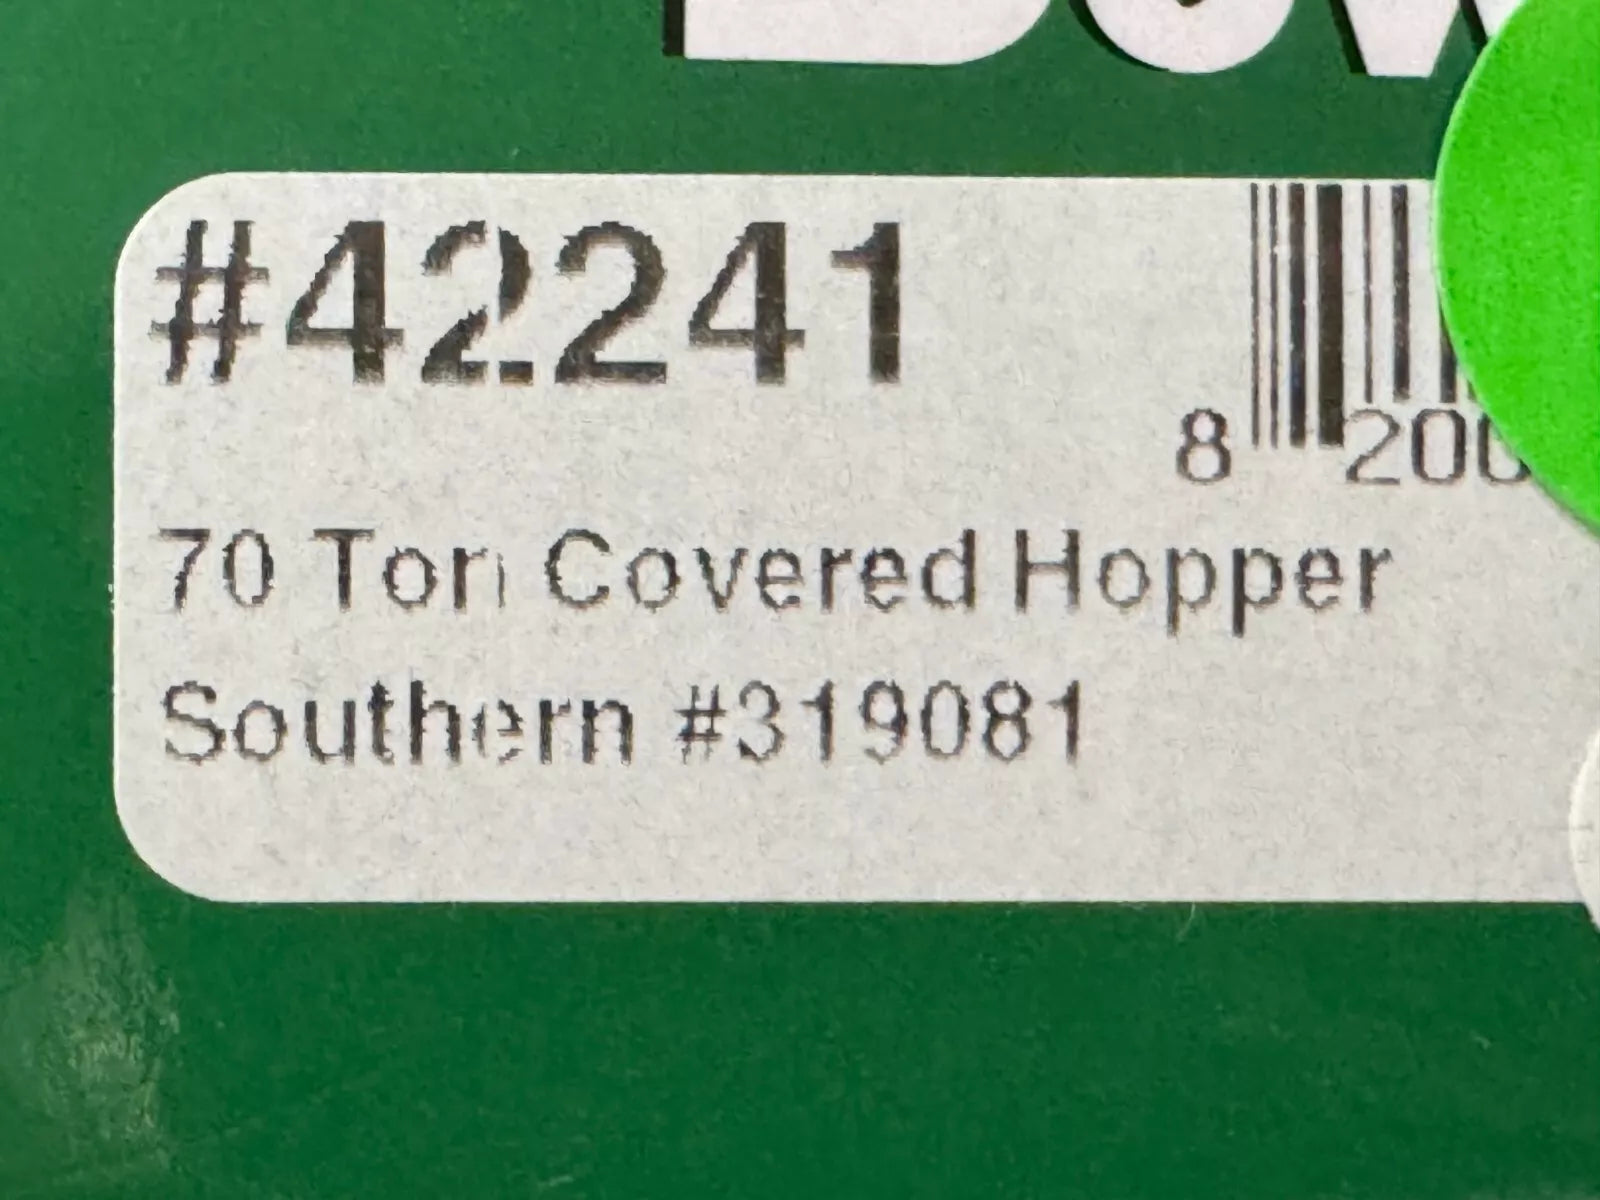 #42241
8 200
70 Ton Covered Hopper
Southern #319081